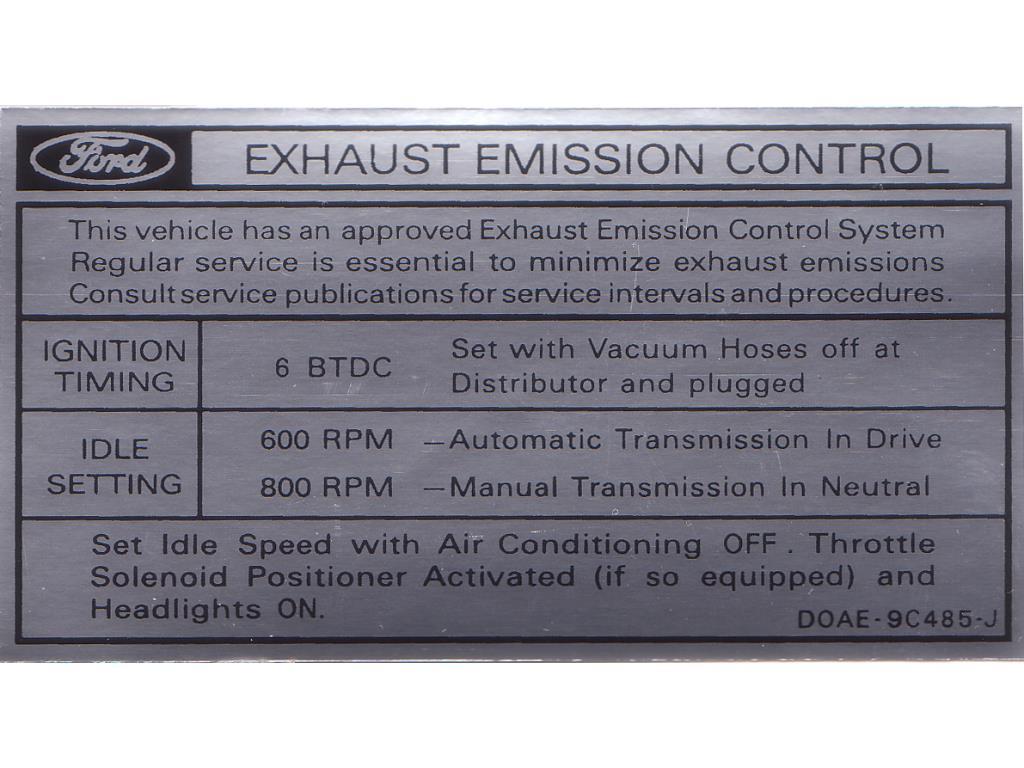 Ford EXHAUST EMISSION CONTROL
This vehicle has an approved Exhaust Emission Control System
Regular service is essential to minimize exhaust emissions
Consult service publications for service intervals and procedures.
IGNITION TIMING
6 BTDC
Set with Vacuum Hoses off at
Distributor and plugged
IDLE SETTING
600 RPM —Automatic Transmission In Drive
800 RPM —Manual Transmission In Neutral
Set Idle Speed with Air Conditioning OFF. Throttle
Solenoid Positioner Activated (if so equipped) and
Headlights ON.
DOAE-9C485-J